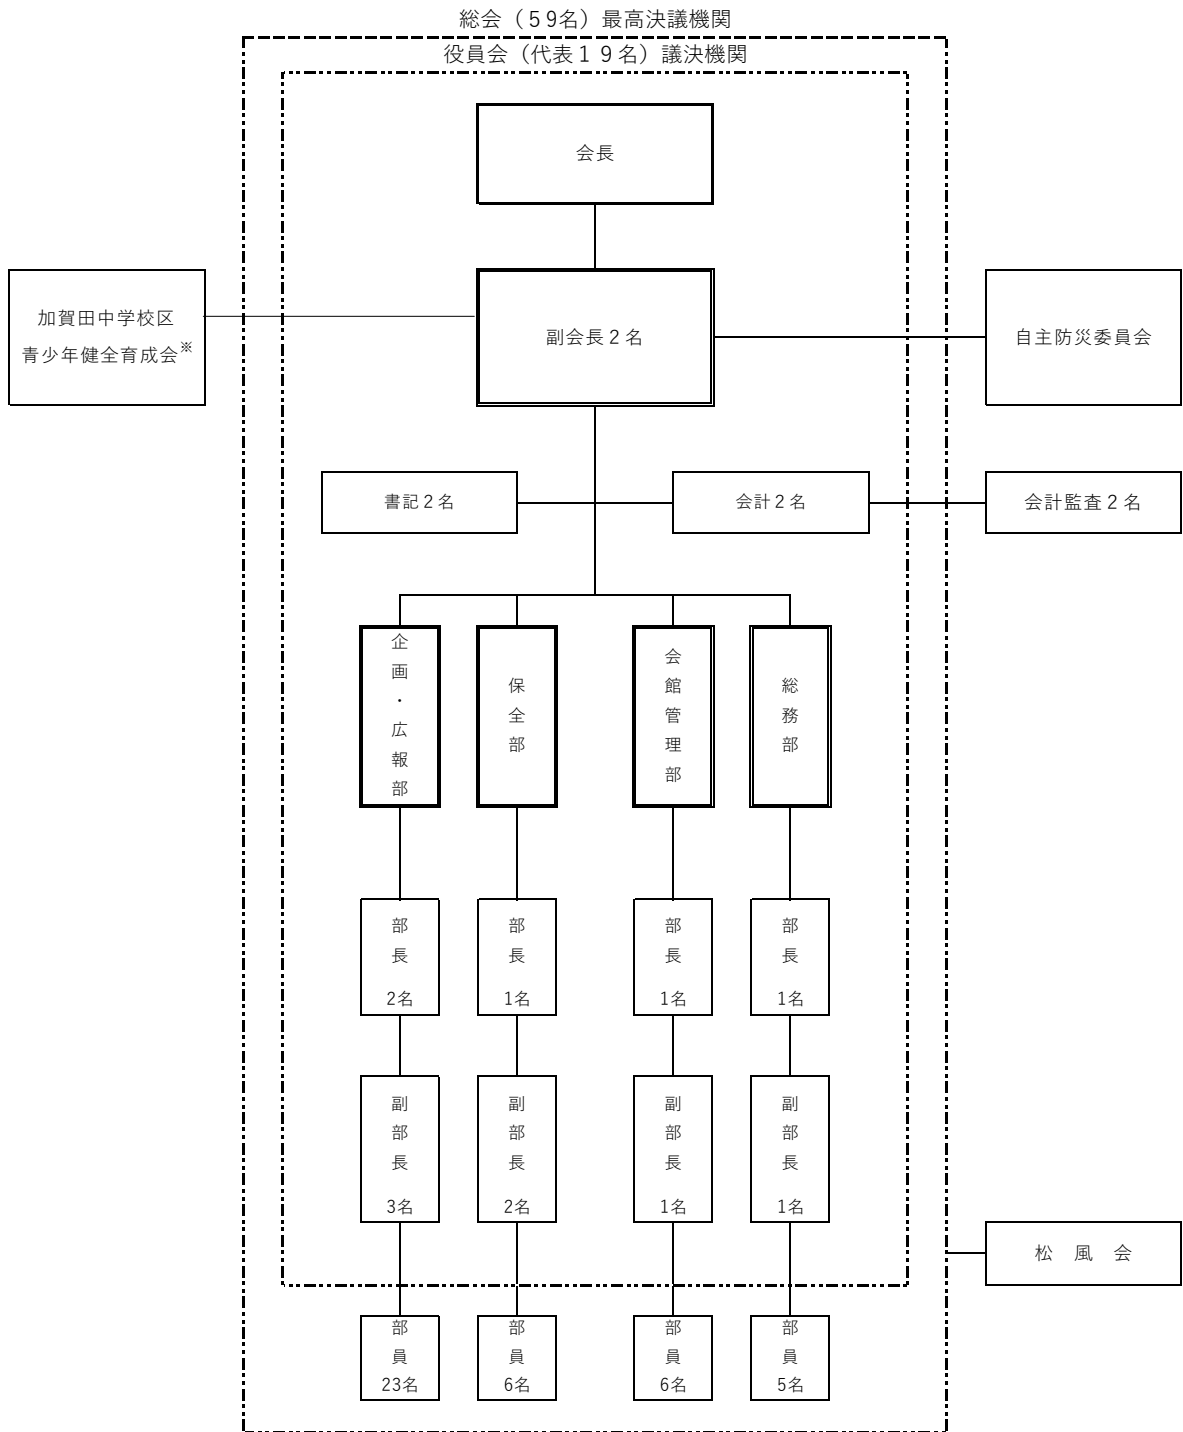 総会（５9名）最高決議機関
役員会（代表１９名）議決機関
会長
加賀田中学校区
青少年健全育成会※
副会長２名
自主防災委員会
書記２名
会計２名
会計監査２名
企画・広報部
保全部
会館管理部
総務部
部長
2名
部長
1名
部長
1名
部長
1名
副部長
3名
副部長
2名
副部長
1名
副部長
1名
松　風　会
部員
23名
部員
6名
部員
6名
部員
5名